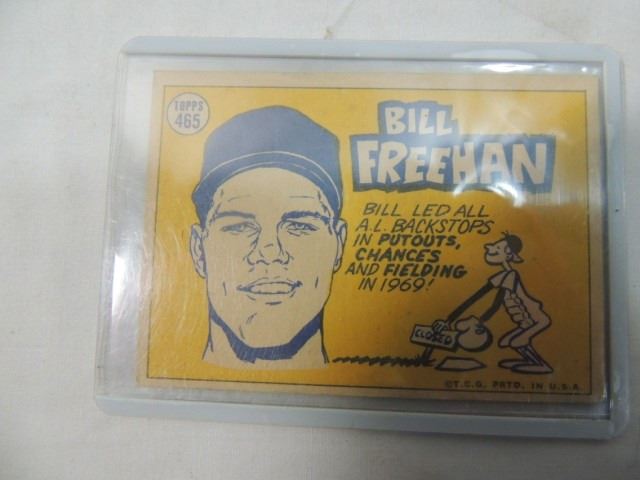 TOPPS
465
BILL
FREEHAN
BILL LED ALL
A.L. BACKSTOPS
IN PUTOUTS,
CHANCES
AND FIELDING
IN 1969!
CLOSED
©T.C.G. PRTD. IN U.S.A.